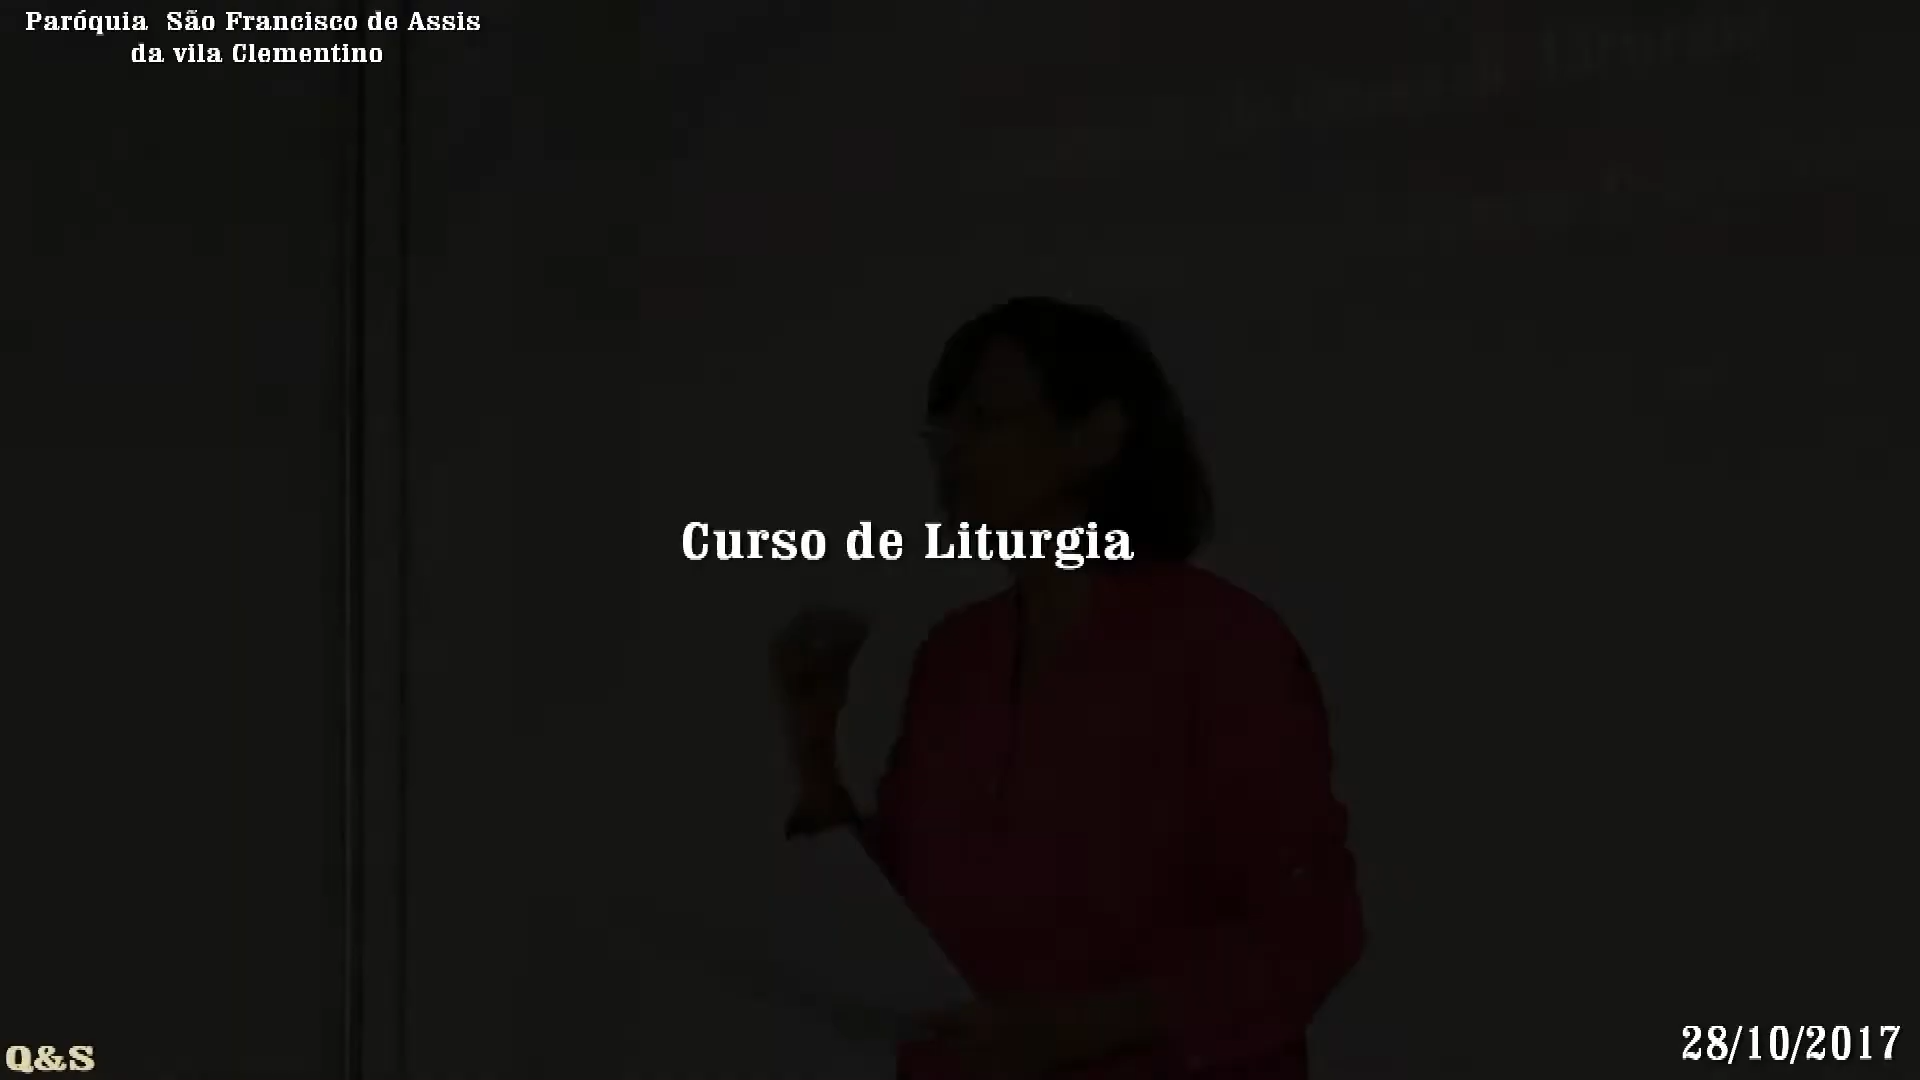 Paróquia São Francisco de Assis
da vila Clementino
Curso de Liturgia
Q&S
28/10/2017